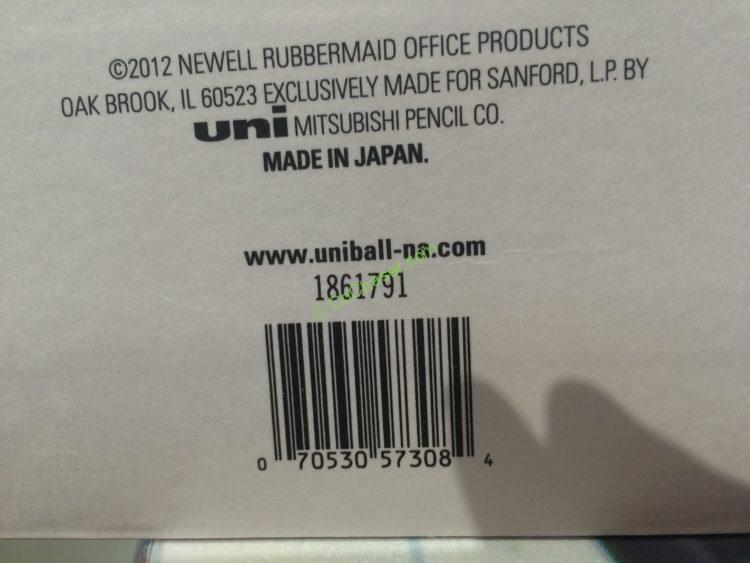 ©2012 NEWELL RUBBERMAID OFFICE PRODUCTS
OAK BROOK, IL 60523 EXCLUSIVELY MADE FOR SANFORD, L.P. BY
uni MITSUBISHI PENCIL CO.
MADE IN JAPAN.
www.uniball-na.com
1861791
0 70530 57308 4